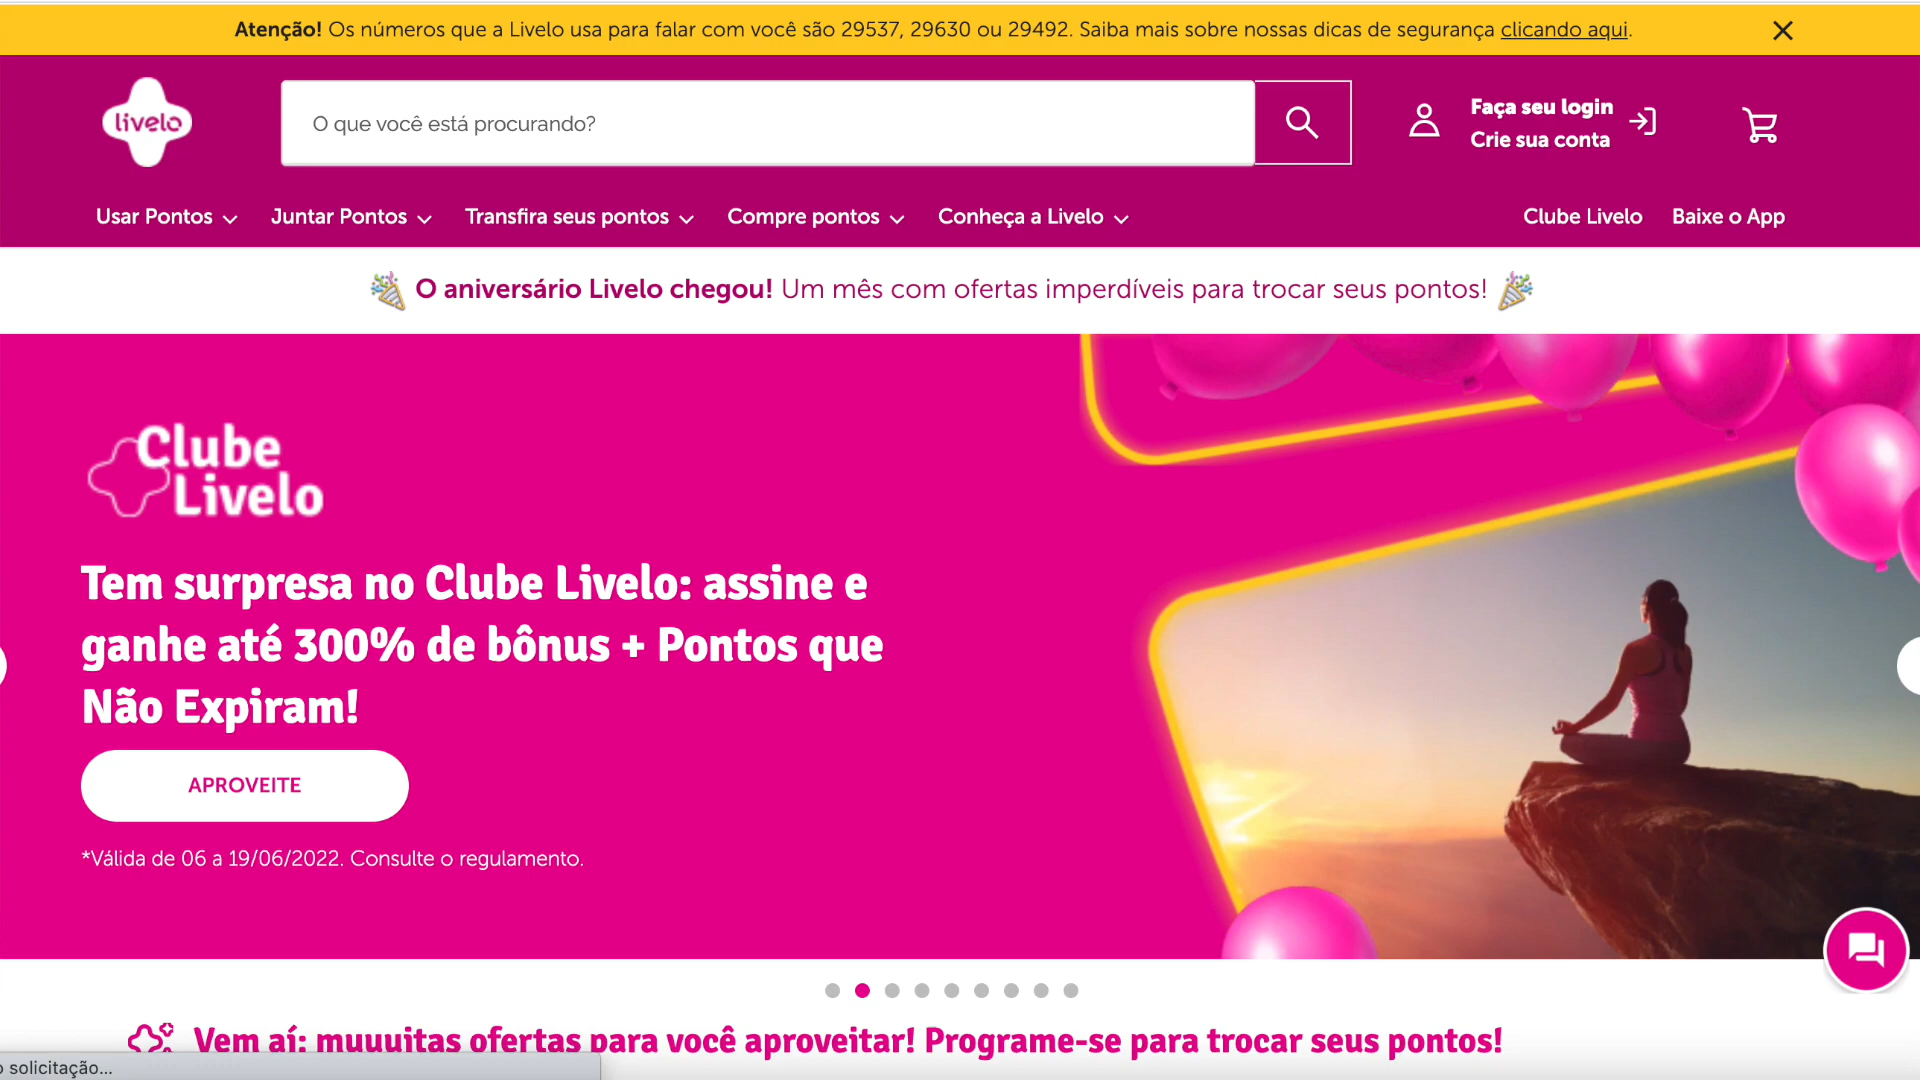 Atenção! Os números que a Livelo usa para falar com você são 29537, 29630 ou 29492. Saiba mais sobre nossas dicas de segurança clicando aqui.
livelo
O que você está procurando?
Faça seu login
Crie sua conta
Usar Pontos
Juntar Pontos
Transfira seus pontos
Compre pontos
Conheça a Livelo
Clube Livelo
Baixe o App
O aniversário Livelo chegou! Um mês com ofertas imperdíveis para trocar seus pontos!
Clube
Livelo
Tem surpresa no Clube Livelo: assine e
ganhe até 300% de bônus + Pontos que
Não Expiram!
APROVEITE
*Válida de 06 a 19/06/2022. Consulte o regulamento.
Vem aí: muuuitas ofertas para você aproveitar! Programe-se para trocar seus pontos!
o solicitação...